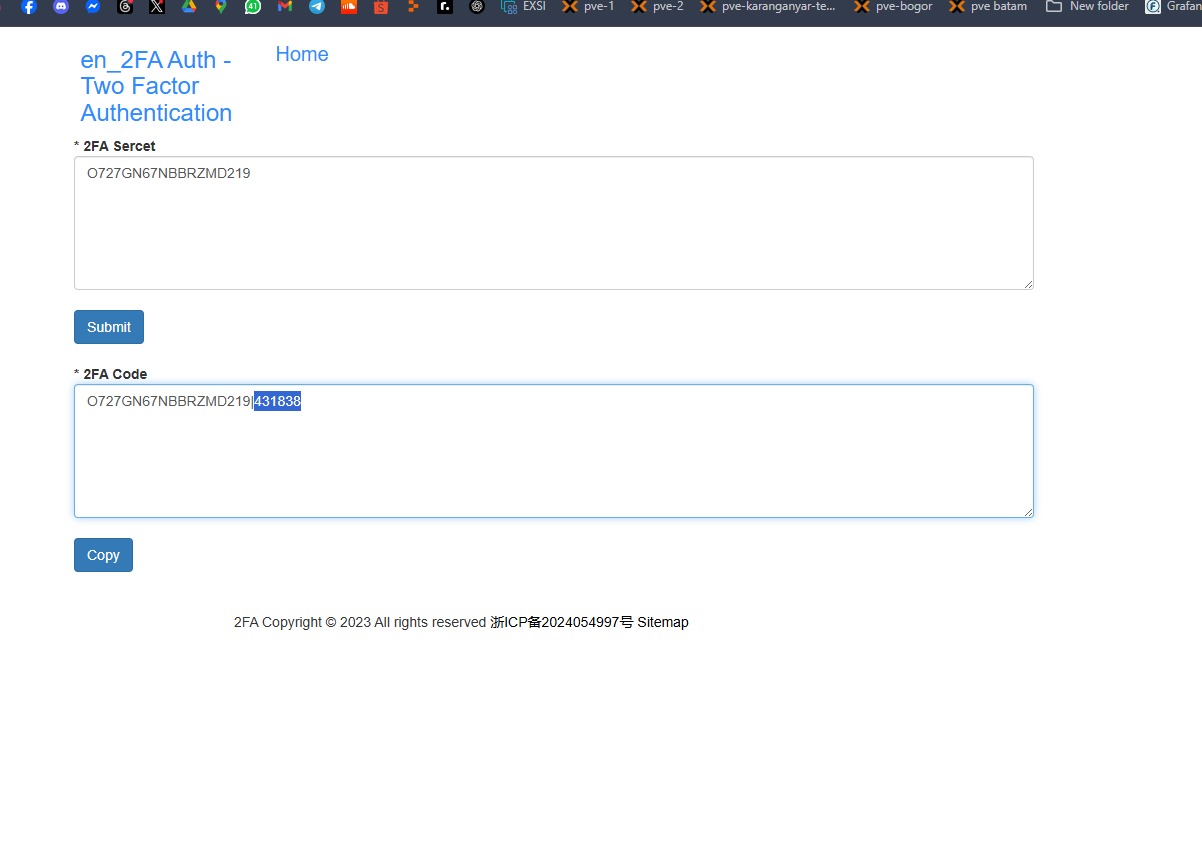 41
EXSI
pve-1
pve-2
pve-karanganyar-te...
pve-bogor
pve batam
New folder
Grafan
en_2FA Auth -
Two Factor
Authentication
Home
* 2FA Sercet
O727GN67NBBRZMD219
Submit
* 2FA Code
O727GN67NBBRZMD219|431838
Copy
2FA Copyright © 2023 All rights reserved 浙ICP备2024054997号 Sitemap